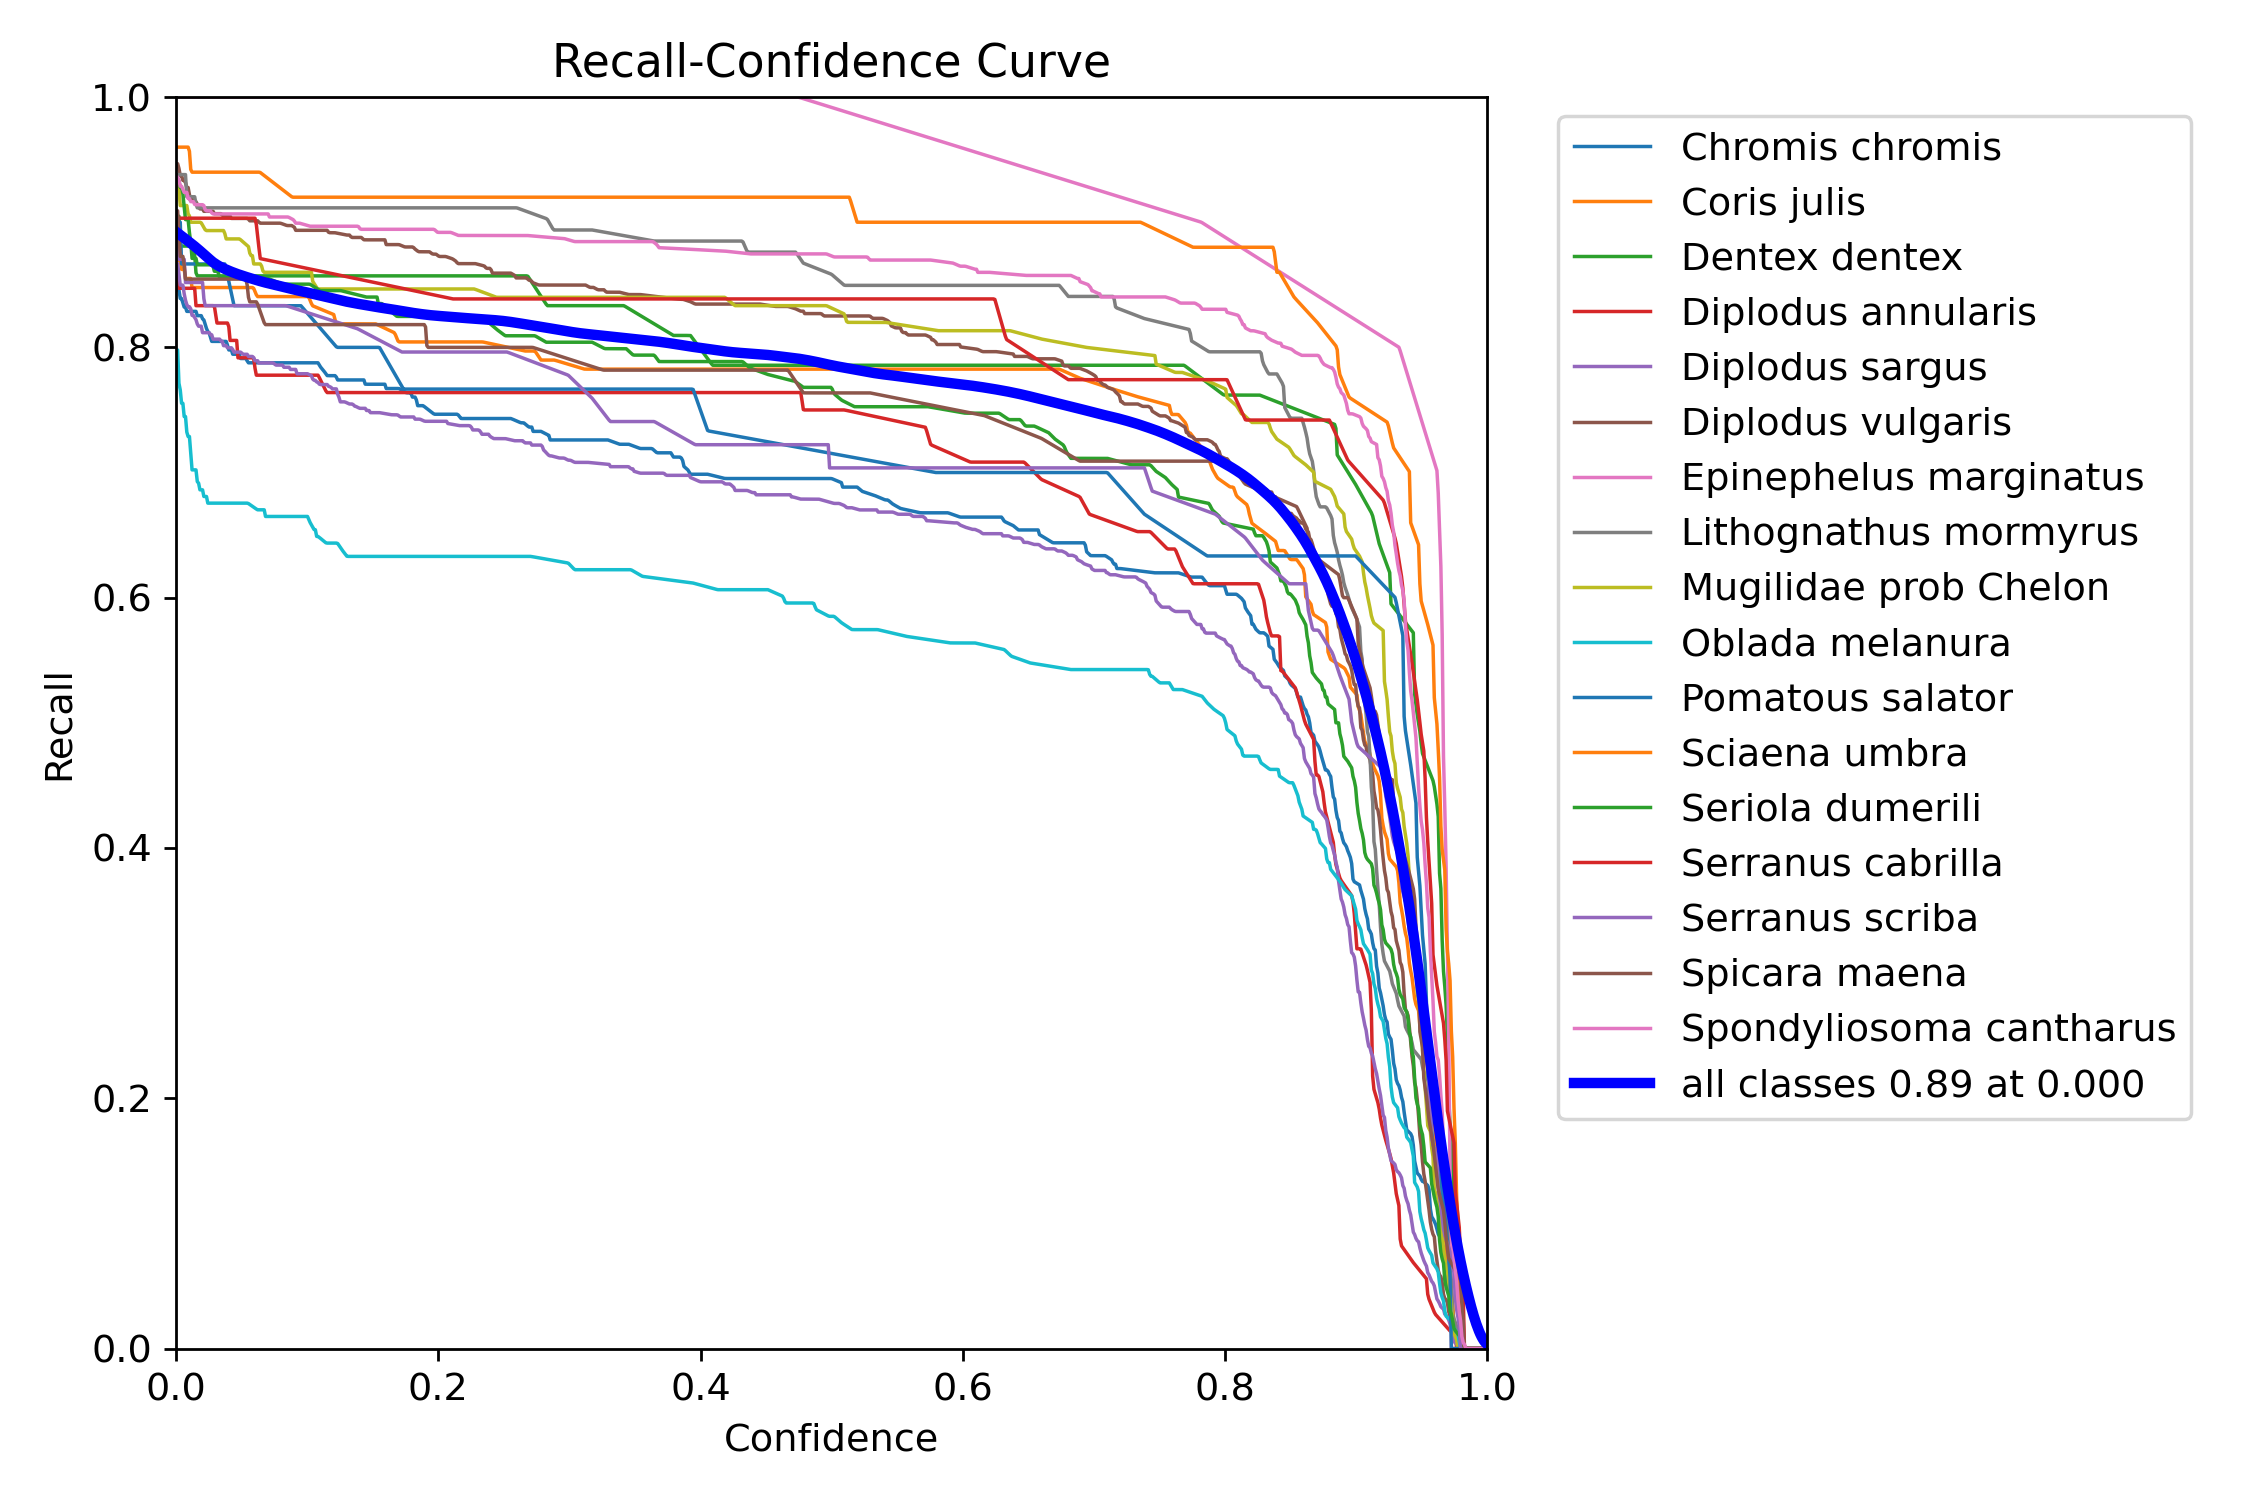 Recall-Confidence Curve
1.0
0.8
0.6
0.4
0.2
0.0
Recall
0.0 0.2 0.4 0.6 0.8 1.0
Confidence
Chromis chromis
Coris julis
Dentex dentex
Diplodus annularis
Diplodus sargus
Diplodus vulgaris
Epinephelus marginatus
Lithognathus mormyrus
Mugilidae prob Chelon
Oblada melanura
Pomatous salator
Sciaena umbra
Seriola dumerili
Serranus cabrilla
Serranus scriba
Spicara maena
Spondyliosoma cantharus
all classes 0.89 at 0.000